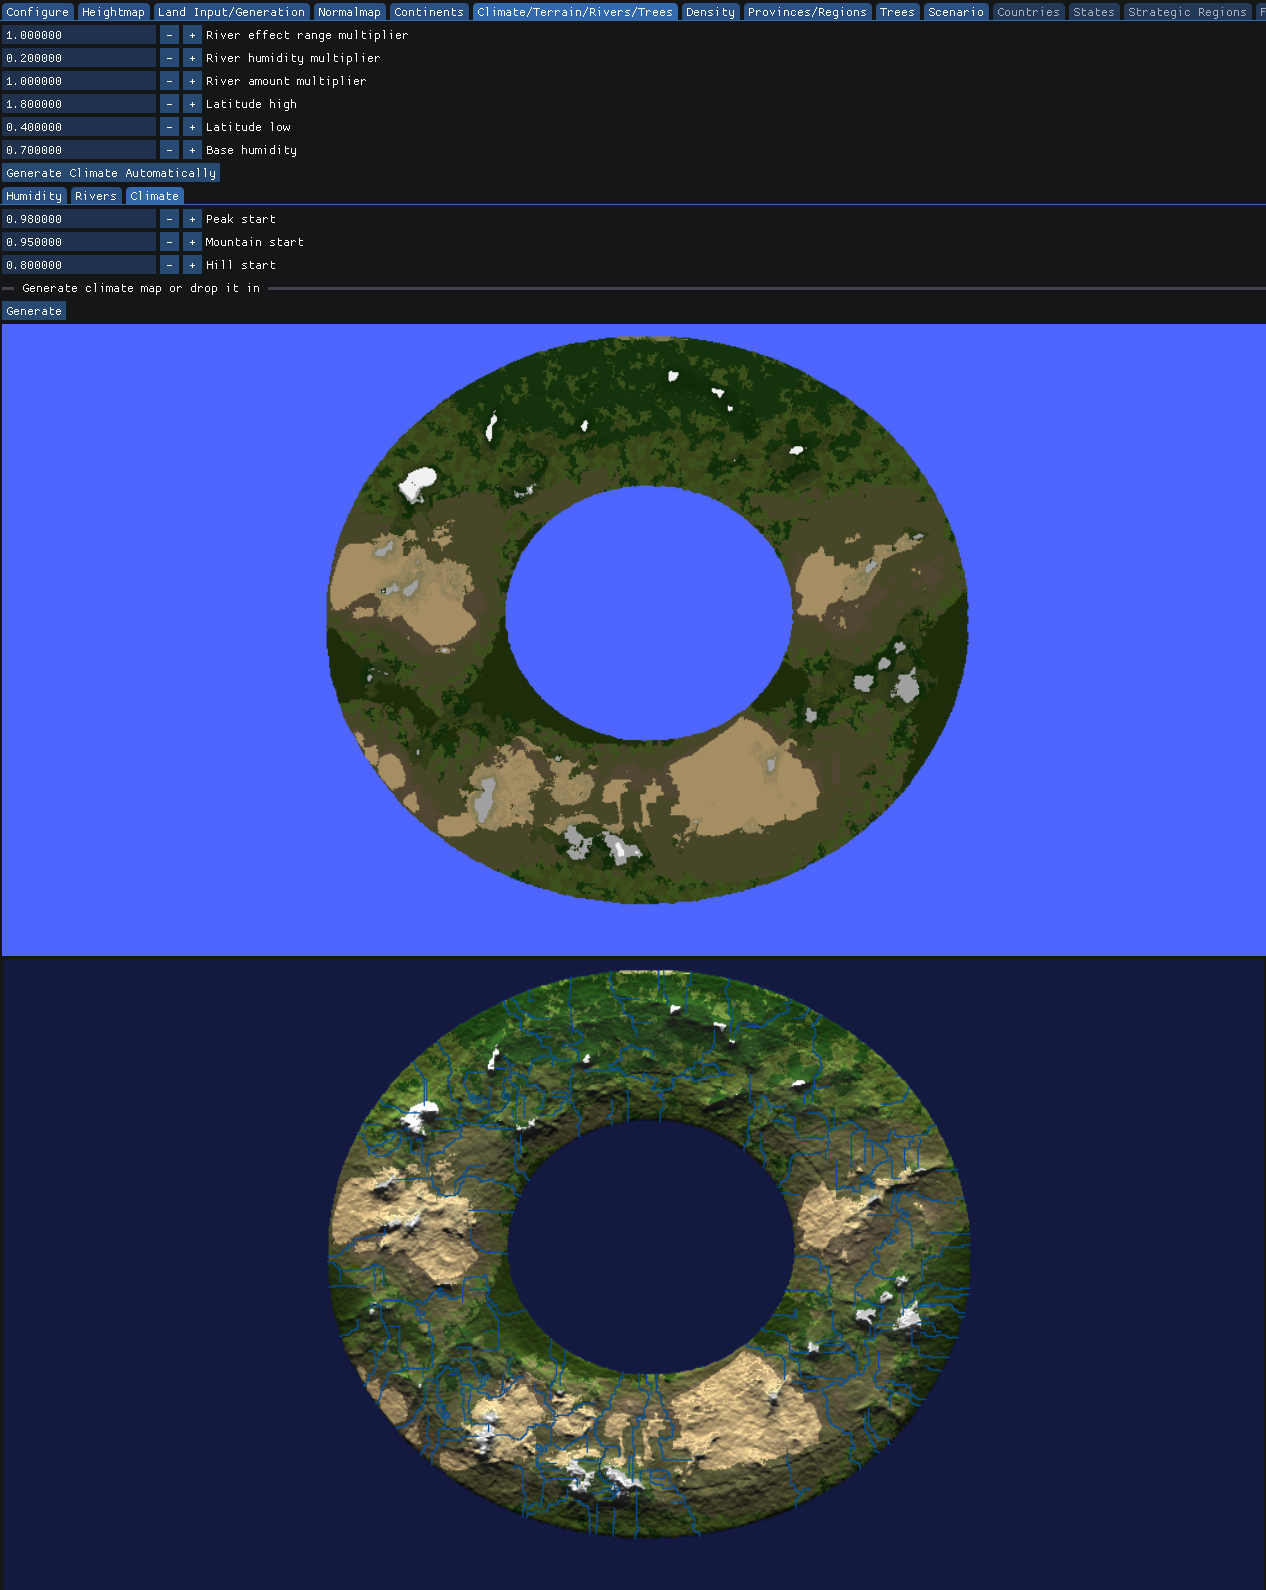 Configure Heightmap Land Input/Generation Normalmap Continents Climate/Terrain/Rivers/Trees Density Provinces/Regions Trees Scenario Countries States Strategic Regions F
1.000000 - + River effect range multiplier
0.200000 - + River humidity multiplier
1.000000 - + River amount multiplier
1.800000 - + Latitude high
0.400000 - + Latitude low
0.700000 - + Base humidity
Generate Climate Automatically
Humidity Rivers Climate
0.980000 - + Peak start
0.950000 - + Mountain start
0.800000 - + Hill start
Generate climate map or drop it in
Generate